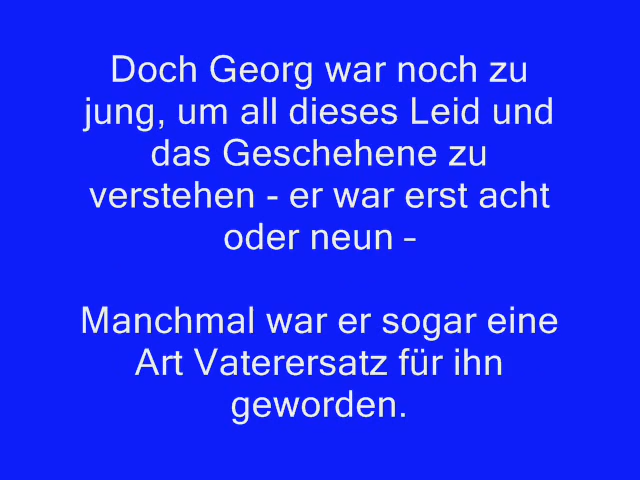 Doch Georg war noch zu
jung, um all dieses Leid und
das Geschehene zu
verstehen - er war erst acht
oder neun –
Manchmal war er sogar eine
Art Vaterersatz für ihn
geworden.